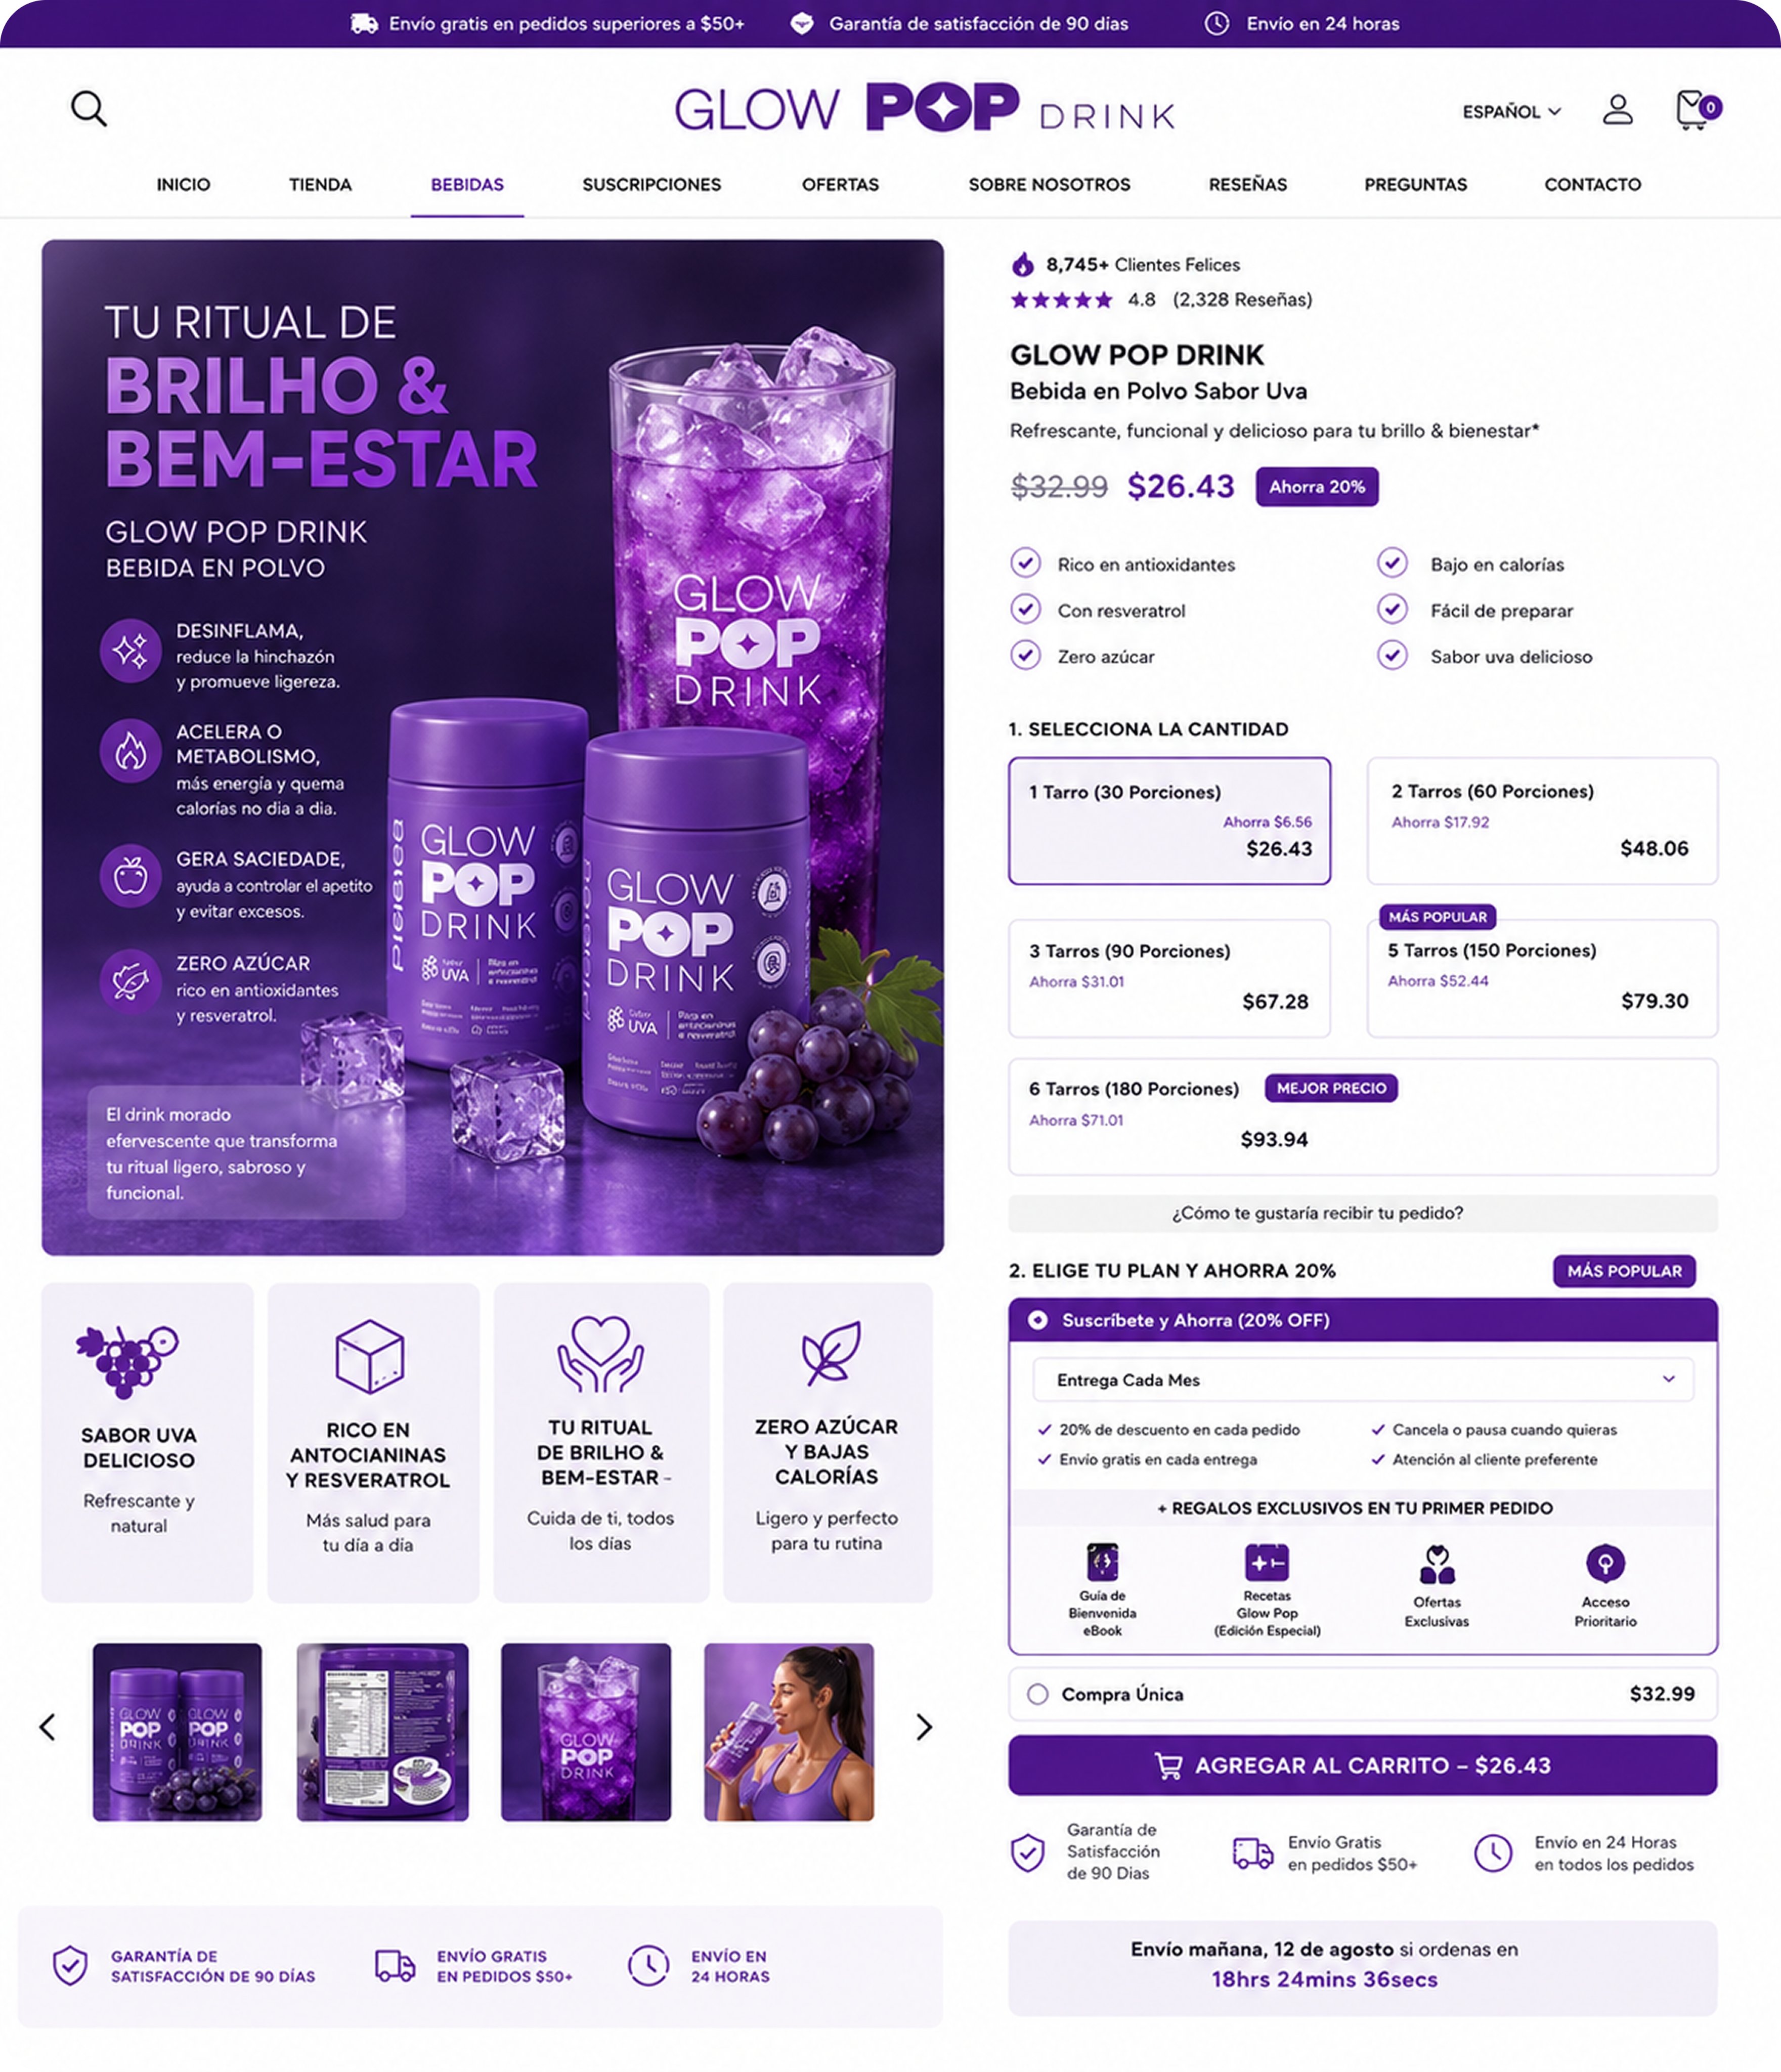 Envío gratis en pedidos superiores a $50+
Garantía de satisfacción de 90 días
Envío en 24 horas
GLOW POP DRINK
ESPAÑOL
0
INICIO
TIENDA
BEBIDAS
SUSCRIPCIONES
OFERTAS
SOBRE NOSOTROS
RESEÑAS
PREGUNTAS
CONTACTO
TU RITUAL DE
BRILHO &
BEM-ESTAR
GLOW POP DRINK
BEBIDA EN POLVO
DESINFLAMA,
reduce la hinchazón
y promueve ligereza.
ACELERA O
METABOLISMO,
más energía y quema
calorías no dia a dia.
GERA SACIEDADE,
ayuda a controlar el apetito
y evitar excesos.
ZERO AZÚCAR
rico en antioxidantes
y resveratrol.
El drink morado
efervescente que transforma
tu ritual ligero, sabroso y
funcional.
GLOW
POP
DRINK
GLOW
POP
DRINK
UVA
GLOW
POP
DRINK
UVA
SABOR UVA
DELICIOSO
Refrescante y
natural
RICO EN
ANTOCIANINAS
Y RESVERATROL
Más salud para
tu día a día
TU RITUAL
DE BRILHO &
BEM-ESTAR -
Cuida de ti, todos
los días
ZERO AZÚCAR
Y BAJAS
CALORÍAS
Ligero y perfecto
para tu rutina
GLOW
POP
DRINK
GLOW
POP
DRINK
GLOW
POP
DRINK
GARANTÍA DE
SATISFACCIÓN DE 90 DÍAS
ENVÍO GRATIS
EN PEDIDOS $50+
ENVÍO EN
24 HORAS
8,745+ Clientes Felices
4.8 (2,328 Reseñas)
GLOW POP DRINK
Bebida en Polvo Sabor Uva
Refrescante, funcional y delicioso para tu brillo & bienestar*
$32.99 $26.43 Ahorra 20%
Rico en antioxidantes
Bajo en calorías
Con resveratrol
Fácil de preparar
Zero azúcar
Sabor uva delicioso
1. SELECCIONA LA CANTIDAD
1 Tarro (30 Porciones)
Ahorra $6.56
$26.43
2 Tarros (60 Porciones)
Ahorra $17.92
$48.06
3 Tarros (90 Porciones)
Ahorra $31.01
$67.28
MÁS POPULAR
5 Tarros (150 Porciones)
Ahorra $52.44
$79.30
6 Tarros (180 Porciones) MEJOR PRECIO
Ahorra $71.01
$93.94
¿Cómo te gustaría recibir tu pedido?
2. ELIGE TU PLAN Y AHORRA 20%
MÁS POPULAR
Suscríbete y Ahorra (20% OFF)
Entrega Cada Mes
20% de descuento en cada pedido
Cancela o pausa cuando quieras
Envío gratis en cada entrega
Atención al cliente preferente
+ REGALOS EXCLUSIVOS EN TU PRIMER PEDIDO
Guía de
Bienvenida
eBook
Recetas
Glow Pop
(Edición Especial)
Ofertas
Exclusivas
Acceso
Prioritario
Compra Única
$32.99
AGREGAR AL CARRITO – $26.43
Garantía de
Satisfacción
de 90 Dias
Envío Gratis
en pedidos $50+
Envío en 24 Horas
en todos los pedidos
Envío mañana, 12 de agosto si ordenas en
18hrs 24mins 36secs